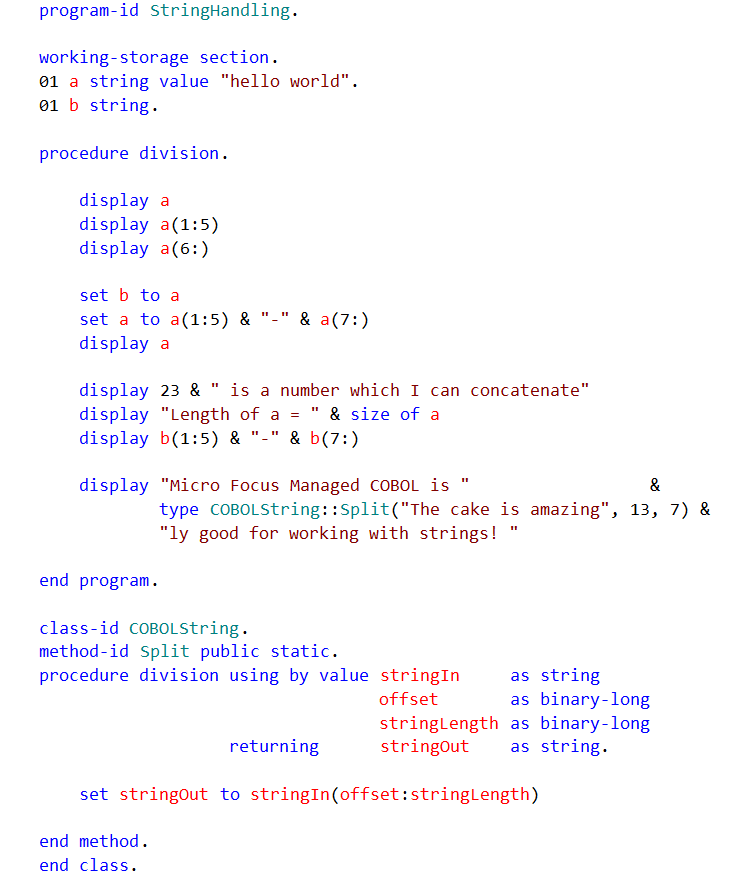 program-id StringHandling.
working-storage section.
01 a string value "hello world".
01 b string.
procedure division.
display a
display a(1:5)
display a(6:)
set b to a
set a to a(1:5) & "-" & a(7:)
display a
display 23 & " is a number which I can concatenate"
display "Length of a = " & size of a
display b(1:5) & "-" & b(7:)
display "Micro Focus Managed COBOL is " &
type COBOLString::Split("The cake is amazing", 13, 7) &
"ly good for working with strings! "
end program.
class-id COBOLString.
method-id Split public static.
procedure division using by value stringIn as string
offset as binary-long
stringLength as binary-long
returning stringOut as string.
set stringOut to stringIn(offset:stringLength)
end method.
end class.